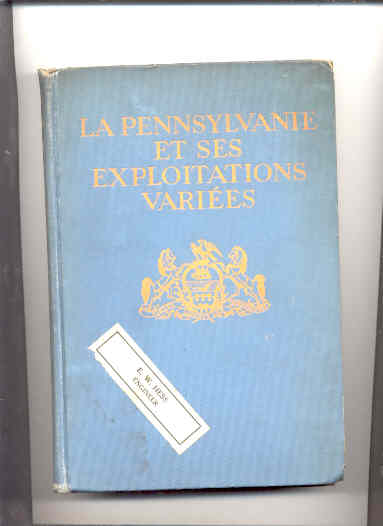 LA PENNSYLVANIE
ET SES
EXPLOITATIONS
VARIÉES
E. W. HESS
ENGINEER